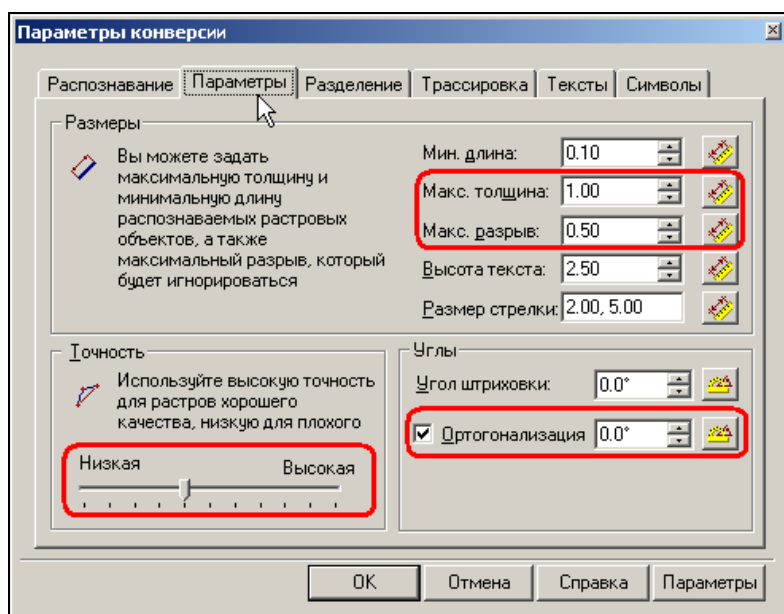 Параметры конверсии
Распознавание Параметры Разделение Трассировка Тексты Символы
Размеры
Вы можете задать
максимальную толщину и
минимальную длину
распознаваемых растровых
объектов, а также
максимальный разрыв, который
будет игнорироваться
Мин. длина: 0.10
Макс. толщина: 1.00
Макс. разрыв: 0.50
Высота текста: 2.50
Размер стрелки: 2.00, 5.00
Точность
Используйте высокую точность
для растров хорошего
качества, низкую для плохого
Низкая Высокая
Углы
Угол штриховки: 0.0°
Ортогонализация 0.0°
OK Отмена Справка Параметры